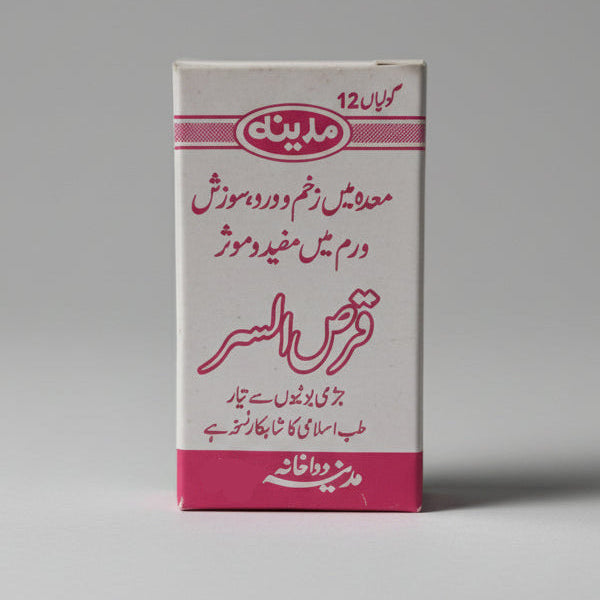 12 گولیاں
مدینہ
معدہ میں زخم و درد، سوزش
ورم میں مفید و موثر
قرص السر
جڑی بوٹیوں سے تیار
طب اسلامی کا شاہکار نسخہ ہے
مدینہ دواخانہ